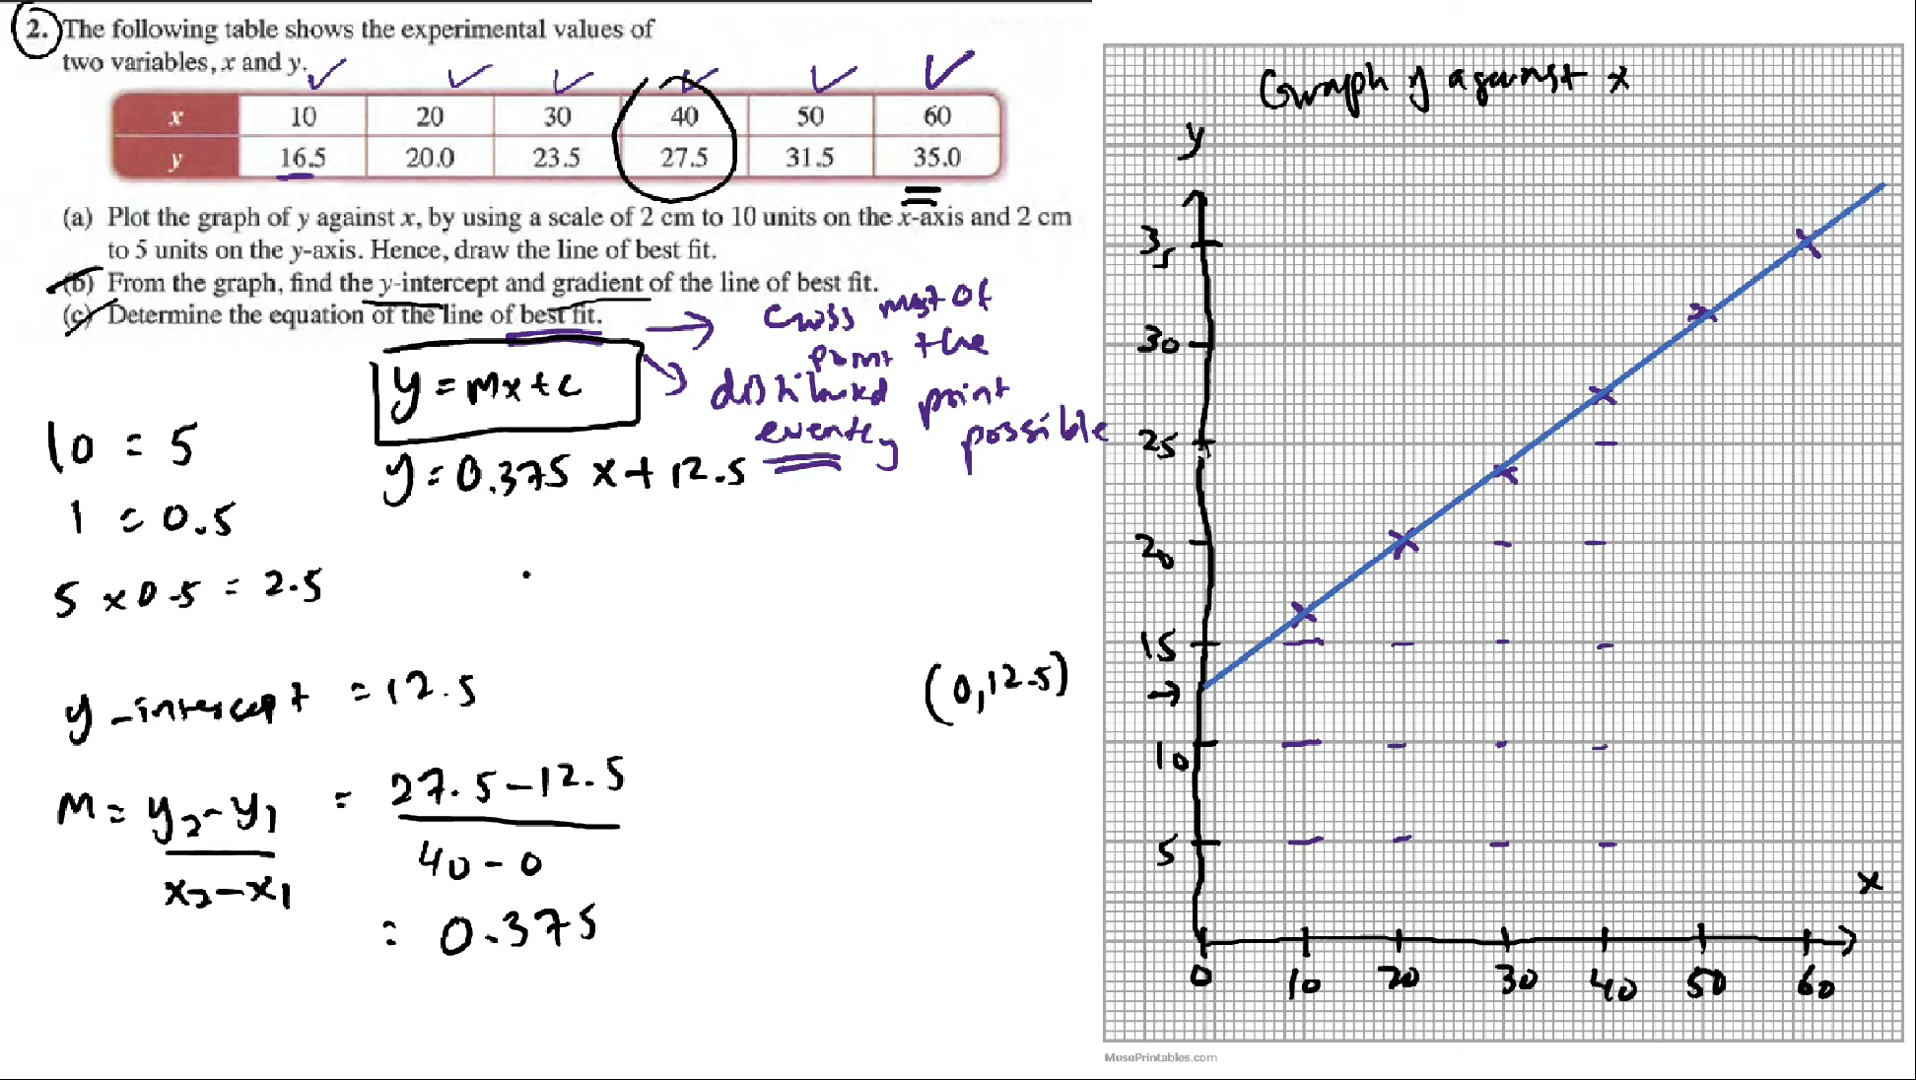 2. The following table shows the experimental values of
two variables, x and y.
x 10 20 30 40 50 60
y 16.5 20.0 23.5 27.5 31.5 35.0
(a) Plot the graph of y against x, by using a scale of 2 cm to 10 units on the x-axis and 2 cm
to 5 units on the y-axis. Hence, draw the line of best fit.
(b) From the graph, find the y-intercept and gradient of the line of best fit.
(c) Determine the equation of the line of best fit.
cross most of
point the
distributed point
evenly possible
y = mx + c
y = 0.375 x + 12.5
10 = 5
1 = 0.5
5 x 0.5 = 2.5
y-intercept = 12.5
(0, 12.5)
M = y2 - y1 = 27.5 - 12.5
x2 - x1 40 - 0
= 0.375
Graph y against x
y
35
30
25
20
15
10
5
x
0 10 20 30 40 50 60
MusePrintables.com